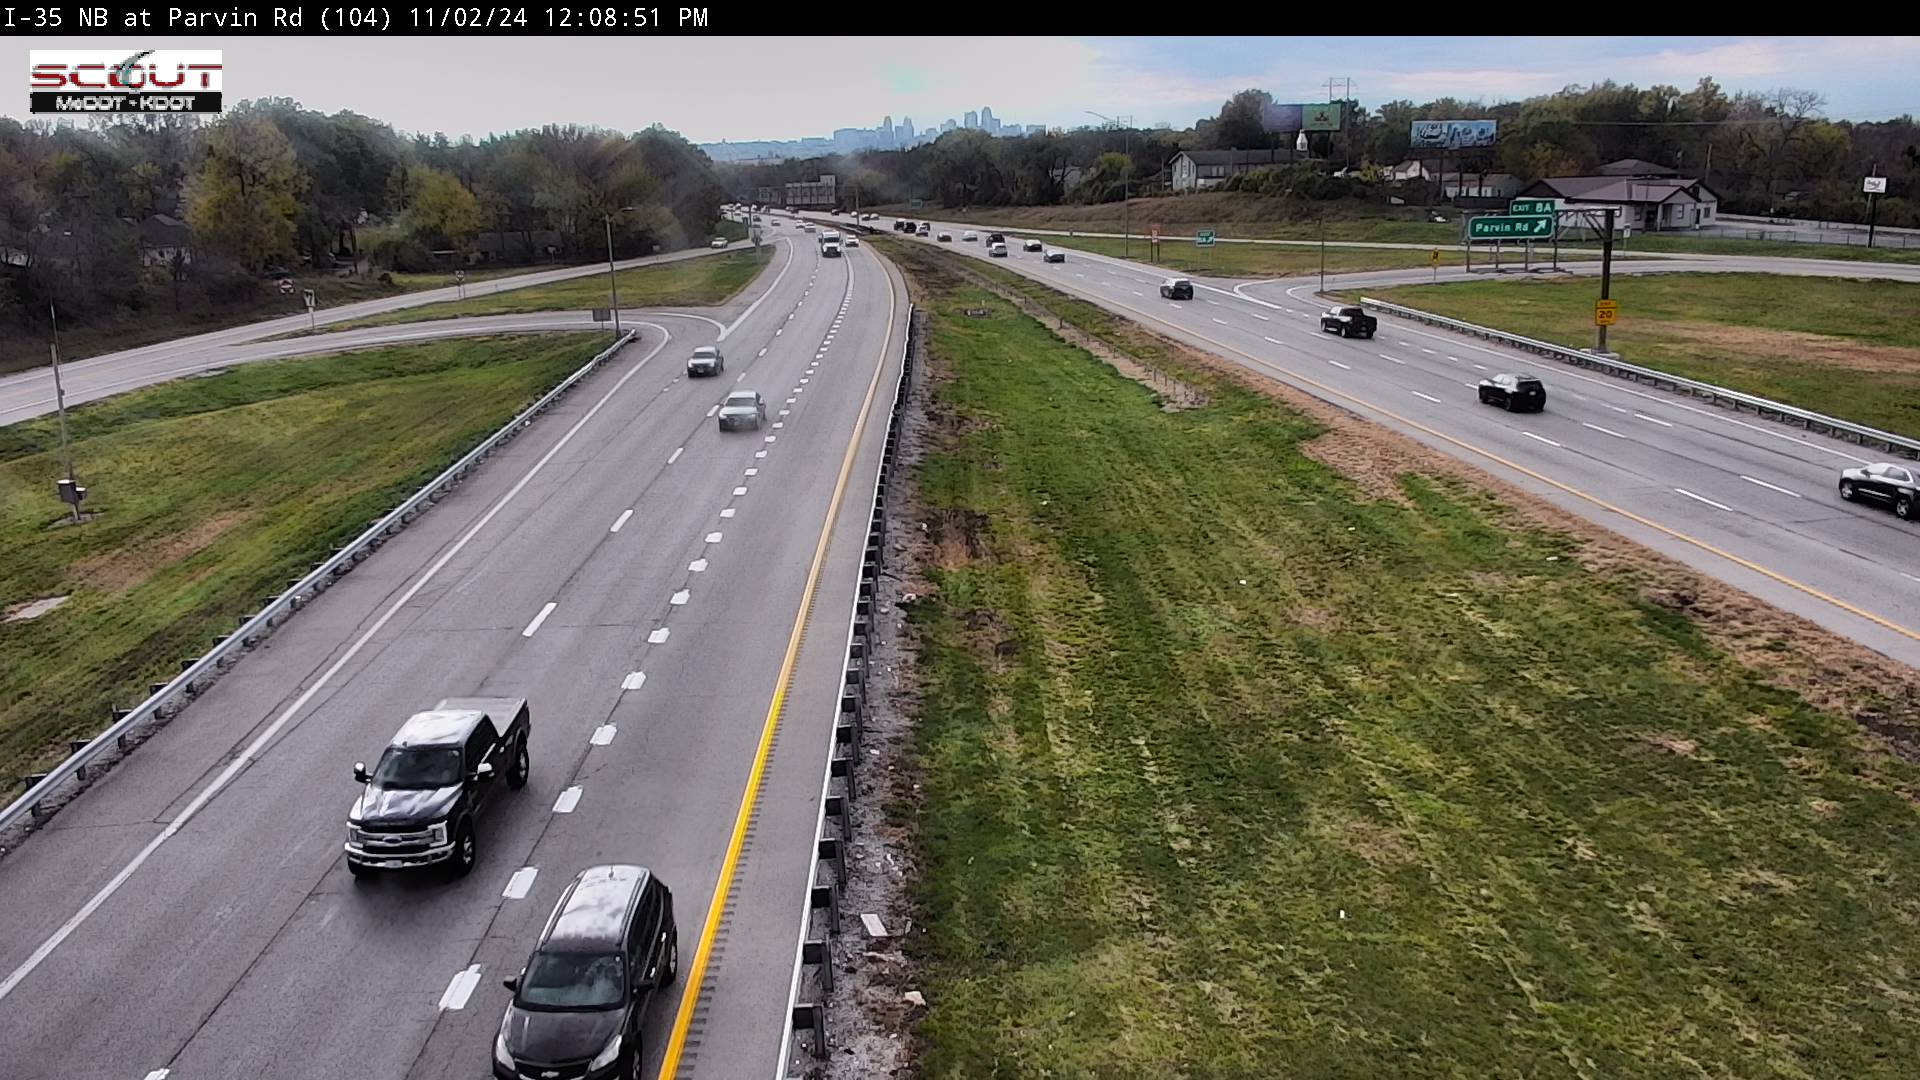 I-35 NB at Parvin Rd (104) 11/02/24 12:08:51 PM
SCOUT
MoDOT - KDOT
EXIT 8A
Parvin Rd
20